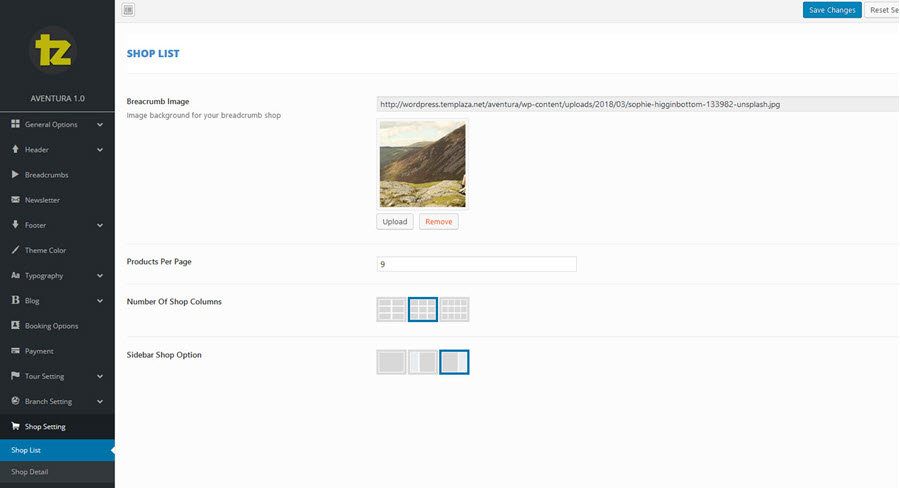 Save Changes
Reset Se
tz
SHOP LIST
AVENTURA 1.0
Breacrumb Image
http://wordpress.templaza.net/aventura/wp-content/uploads/2018/03/sophie-higginbottom-133982-unsplash.jpg
Image background for your breadcrumb shop
General Options
Header
Breadcrumbs
Newsletter
Upload
Remove
Footer
Theme Color
Products Per Page
9
Aa Typography
B Blog
Number Of Shop Columns
Booking Options
Payment
Sidebar Shop Option
Tour Setting
Branch Setting
Shop Setting
Shop List
Shop Detail